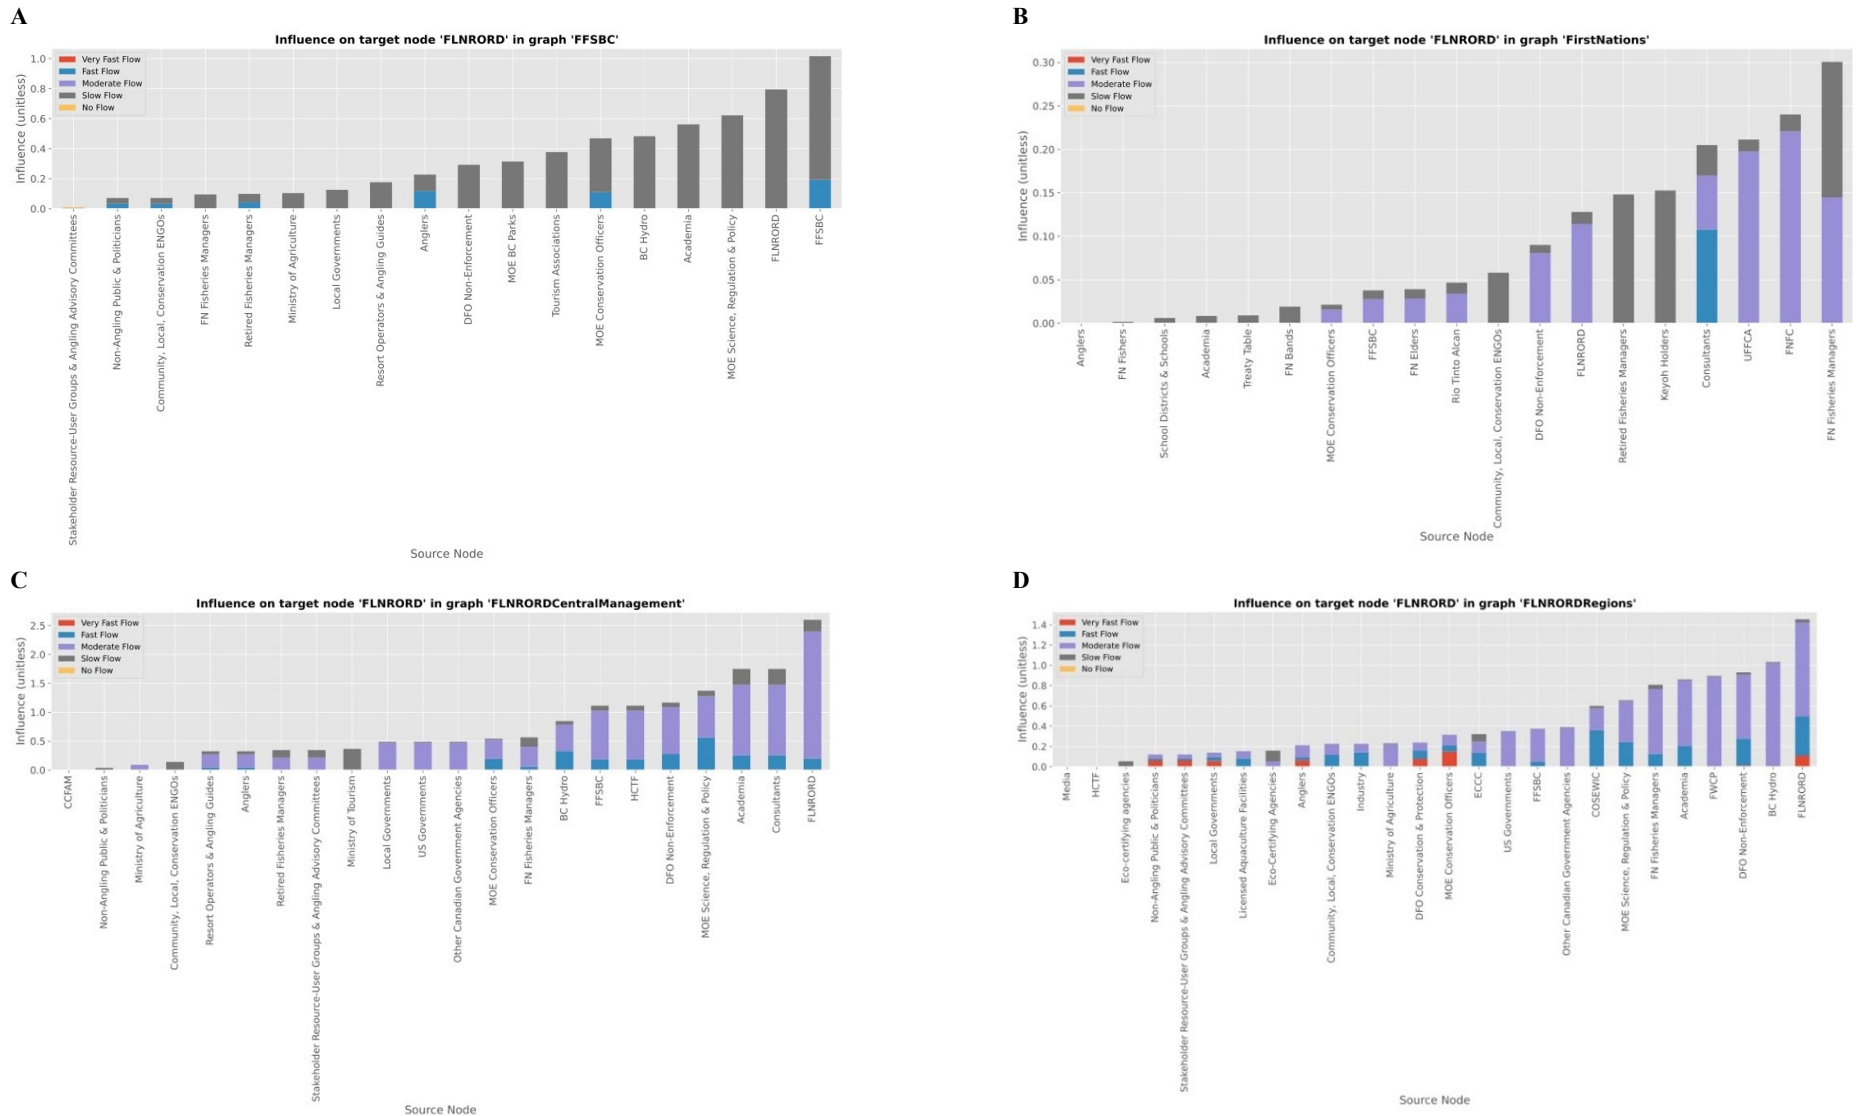 A
Influence on target node 'FLNRORD' in graph 'FFSBC'
Very Fast Flow
Fast Flow
Moderate Flow
Slow Flow
No Flow
Influence (unitless)
1.0
0.8
0.6
0.4
0.2
0.0
Stakeholder Resource-User Groups & Angling Advisory Committees
Non-Angling Public & Politicians
Community, Local, Conservation ENGOs
FN Fisheries Managers
Retired Fisheries Managers
Ministry of Agriculture
Local Governments
Resort Operators & Angling Guides
Anglers
DFO Non-Enforcement
MOE BC Parks
Tourism Associations
MOE Conservation Officers
BC Hydro
Academia
MOE Science, Regulation & Policy
FLNRORD
FFSBC
Source Node
B
Influence on target node 'FLNRORD' in graph 'FirstNations'
Very Fast Flow
Fast Flow
Moderate Flow
Slow Flow
No Flow
Influence (unitless)
0.30
0.25
0.20
0.15
0.10
0.05
0.00
Anglers
FN Fishers
School Districts & Schools
Academia
Treaty Table
FN Bands
MOE Conservation Officers
FFSBC
FN Elders
Rio Tinto Alcan
Community, Local, Conservation ENGOs
DFO Non-Enforcement
FLNRORD
Retired Fisheries Managers
Keyoh Holders
Consultants
UFFCA
FNFC
FN Fisheries Managers
Source Node
C
Influence on target node 'FLNRORD' in graph 'FLNRORDCentralManagement'
Very Fast Flow
Fast Flow
Moderate Flow
Slow Flow
No Flow
Influence (unitless)
2.5
2.0
1.5
1.0
0.5
0.0
CCFAM
Non-Angling Public & Politicians
Ministry of Agriculture
Community, Local, Conservation ENGOs
Resort Operators & Angling Guides
Anglers
Retired Fisheries Managers
Stakeholder Resource-User Groups & Angling Advisory Committees
Ministry of Tourism
Local Governments
US Governments
Other Canadian Government Agencies
MOE Conservation Officers
FN Fisheries Managers
BC Hydro
FFSBC
HCTF
DFO Non-Enforcement
MOE Science, Regulation & Policy
Academia
Consultants
FLNRORD
Source Node
D
Influence on target node 'FLNRORD' in graph 'FLNRORDRegions'
Very Fast Flow
Fast Flow
Moderate Flow
Slow Flow
No Flow
Influence (unitless)
1.4
1.2
1.0
0.8
0.6
0.4
0.2
0.0
Media
HCTF
Eco-certifying agencies
Non-Angling Public & Politicians
Stakeholder Resource-User Groups & Angling Advisory Committees
Local Governments
Licensed Aquaculture Facilities
Eco-Certifying Agencies
Anglers
Community, Local, Conservation ENGOs
Industry
Ministry of Agriculture
DFO Conservation & Protection
MOE Conservation Officers
ECCC
US Governments
FFSBC
Other Canadian Government Agencies
COSEWIC
MOE Science, Regulation & Policy
FN Fisheries Managers
Academia
FWCP
DFO Non-Enforcement
BC Hydro
FLNRORD
Source Node